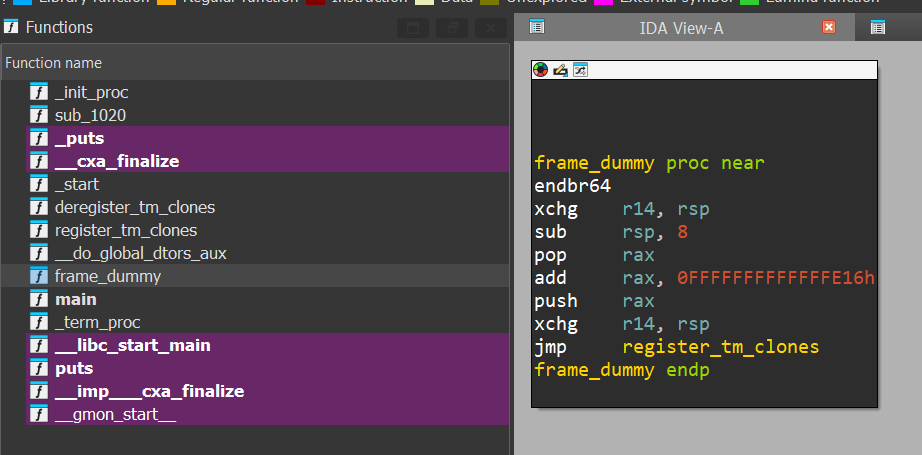 Library function Regular function Instruction Data Unexplored External symbol Lumina function
Functions
IDA View-A
Function name
_init_proc
sub_1020
_puts
__cxa_finalize
_start
deregister_tm_clones
register_tm_clones
__do_global_dtors_aux
frame_dummy
main
_term_proc
__libc_start_main
puts
__imp___cxa_finalize
__gmon_start__
frame_dummy proc near
endbr64
xchg r14, rsp
sub rsp, 8
pop rax
add rax, 0FFFFFFFFFFFFFE16h
push rax
xchg r14, rsp
jmp register_tm_clones
frame_dummy endp